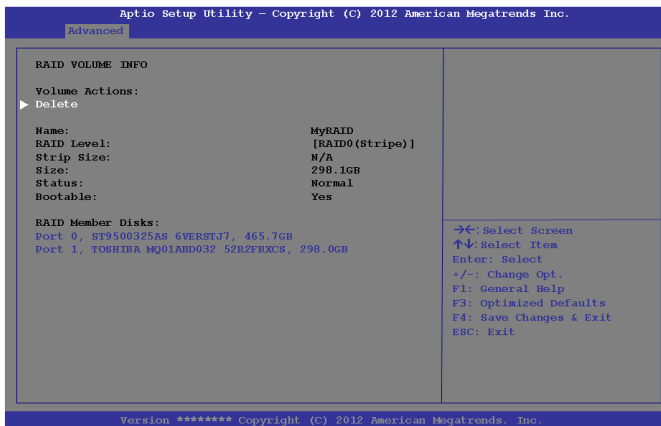 Aptio Setup Utility – Copyright (C) 2012 American Megatrends Inc.
Advanced
RAID VOLUME INFO
Volume Actions:
▶ Delete
Name: MyRAID
RAID Level: [RAID0(Stripe)]
Strip Size: N/A
Size: 298.1GB
Status: Normal
Bootable: Yes
RAID Member Disks:
Port 0, ST9500325AS 6VERSTJ7, 465.7GB
Port 1, TOSHIBA MQ01ABD032 52R2FRXCS, 298.0GB
→←:Select Screen
↑↓:Select Item
Enter: Select
+/-: Change Opt.
F1: General Help
F3: Optimized Defaults
F4: Save Changes & Exit
ESC: Exit
Version ******** Copyright (C) 2012 American Megatrends. Inc.